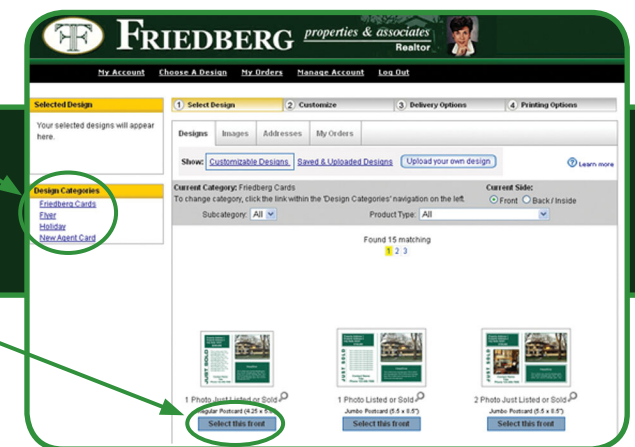 FRIEDBERG properties & associates
Realtor
My Account Choose A Design My Orders Manage Account Log Out
Selected Design
Your selected designs will appear
here.
Design Categories
Friedberg Cards
Flyer
Holiday
New Agent Card
1 Select Design 2 Customize 3 Delivery Options 4 Printing Options
Designs Images Addresses My Orders
Show: Customizable Designs Saved & Uploaded Designs Upload your own design
? Learn more
Current Category: Friedberg Cards
To change category, click the link within the 'Design Categories' navigation on the left.
Current Side:
Front Back / Inside
Subcategory: All Product Type: All
Found 15 matching
1 2 3
JUST SOLD
1 Photo Just Listed or Sold
Regular Postcard (4.25 x
Select this front
JUST SOLD
1 Photo Listed or Sold
Jumbo Postcard (5.5 x 8.5")
Select this front
JUST SOLD
2 Photo Just Listed or Sold
Jumbo Postcard (5.5 x 8.5")
Select this front